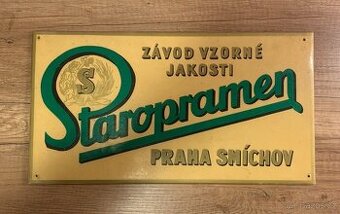 ZÁVOD VZORNÉ
JAKOSTI
S
Staropramen
PRAHA SMÍCHOV